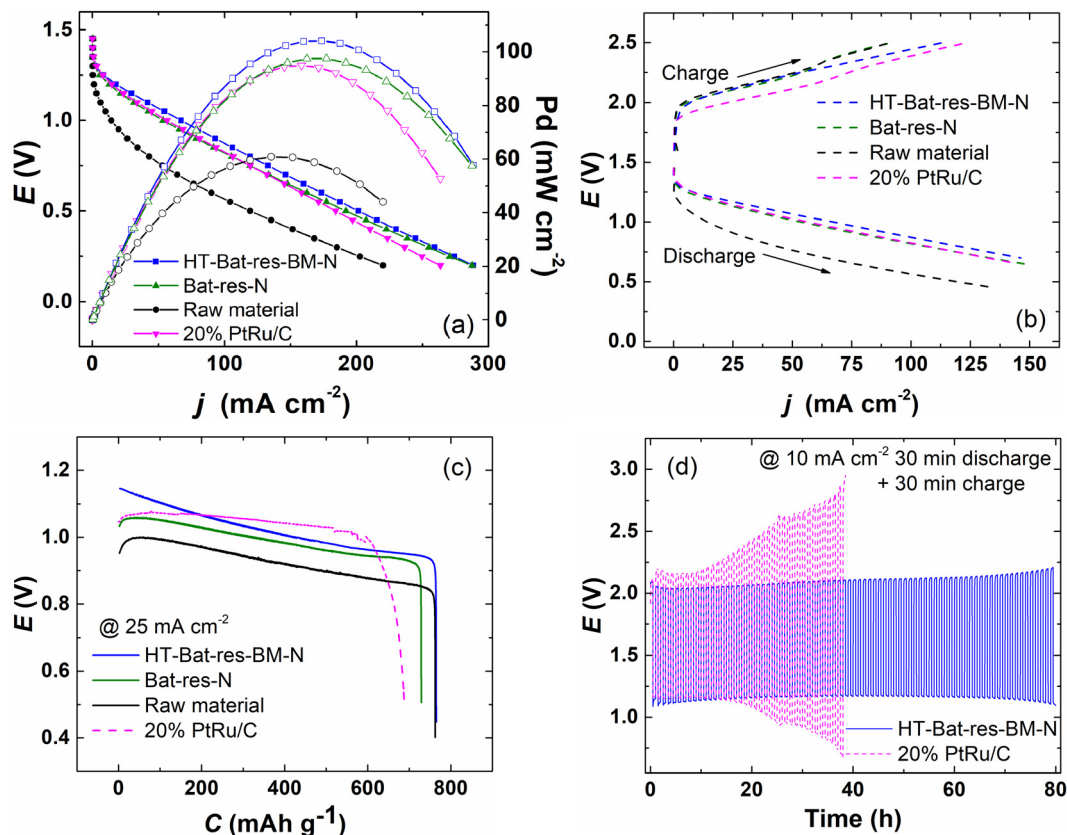 1.5
1.0
0.5
0.0
E (V)
100
80
60
40
20
0
Pd (mW cm⁻²)
HT-Bat-res-BM-N
Bat-res-N
Raw material
20% PtRu/C
(a)
0
100
200
300
j (mA cm⁻²)
3.0
2.5
2.0
1.5
1.0
0.5
0.0
E (V)
Charge
HT-Bat-res-BM-N
Bat-res-N
Raw material
20% PtRu/C
Discharge
(b)
0
25
50
75
100
125
150
j (mA cm⁻²)
(c)
1.2
1.0
0.8
0.6
0.4
E (V)
@ 25 mA cm⁻²
HT-Bat-res-BM-N
Bat-res-N
Raw material
20% PtRu/C
0
200
400
600
800
C (mAh g⁻¹)
(d)
@ 10 mA cm⁻² 30 min discharge
+ 30 min charge
3.0
2.5
2.0
1.5
1.0
E (V)
HT-Bat-res-BM-N
20% PtRu/C
0
20
40
60
80
Time (h)